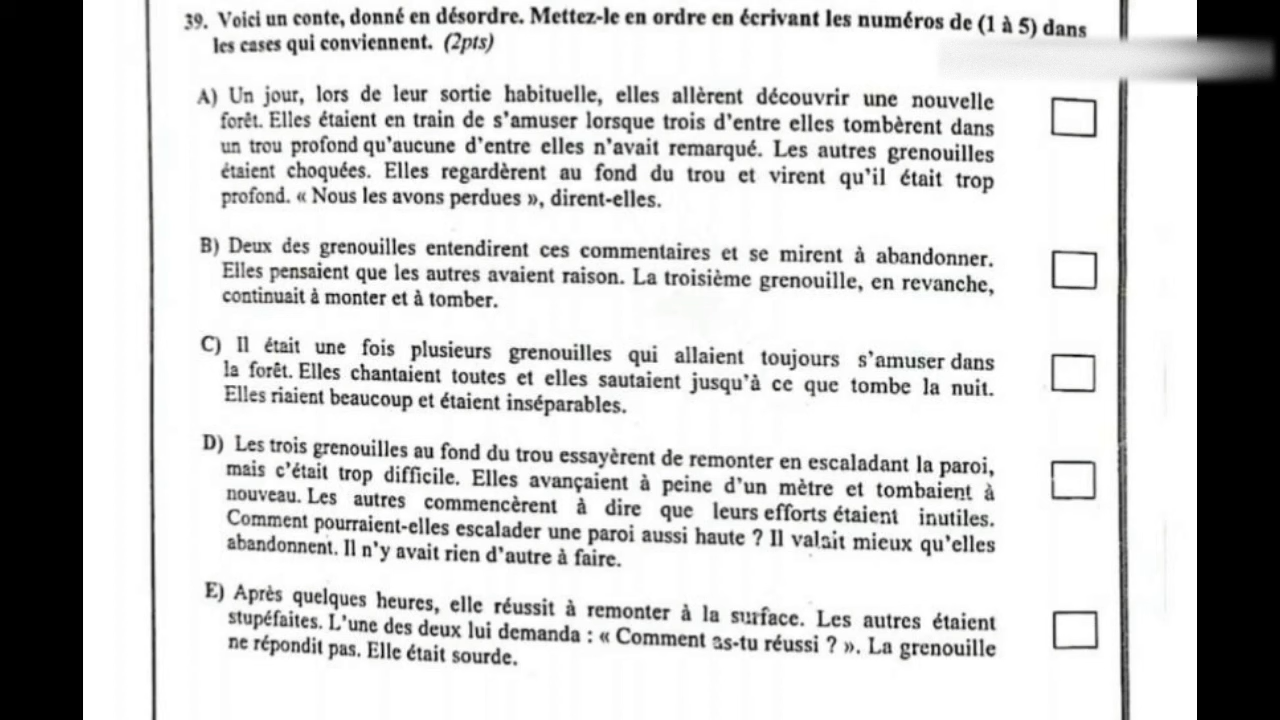 39. Voici un conte, donné en désordre. Mettez-le en ordre en écrivant les numéros de (1 à 5) dans
les cases qui conviennent. (2pts)
A) Un jour, lors de leur sortie habituelle, elles allèrent découvrir une nouvelle
forêt. Elles étaient en train de s'amuser lorsque trois d'entre elles tombèrent dans
un trou profond qu'aucune d'entre elles n'avait remarqué. Les autres grenouilles
étaient choquées. Elles regardèrent au fond du trou et virent qu'il était trop
profond. « Nous les avons perdues », dirent-elles.
B) Deux des grenouilles entendirent ces commentaires et se mirent à abandonner.
Elles pensaient que les autres avaient raison. La troisième grenouille, en revanche,
continuait à monter et à tomber.
C) Il était une fois plusieurs grenouilles qui allaient toujours s'amuser dans
la forêt. Elles chantaient toutes et elles sautaient jusqu'à ce que tombe la nuit.
Elles riaient beaucoup et étaient inséparables.
D) Les trois grenouilles au fond du trou essayèrent de remonter en escaladant la paroi,
mais c'était trop difficile. Elles avançaient à peine d'un mètre et tombaient à
nouveau. Les autres commencèrent à dire que leurs efforts étaient inutiles.
Comment pourraient-elles escalader une paroi aussi haute ? Il valait mieux qu'elles
abandonnent. Il n'y avait rien d'autre à faire.
E) Après quelques heures, elle réussit à remonter à la surface. Les autres étaient
stupéfaites. L'une des deux lui demanda : « Comment as-tu réussi ? ». La grenouille
ne répondit pas. Elle était sourde.